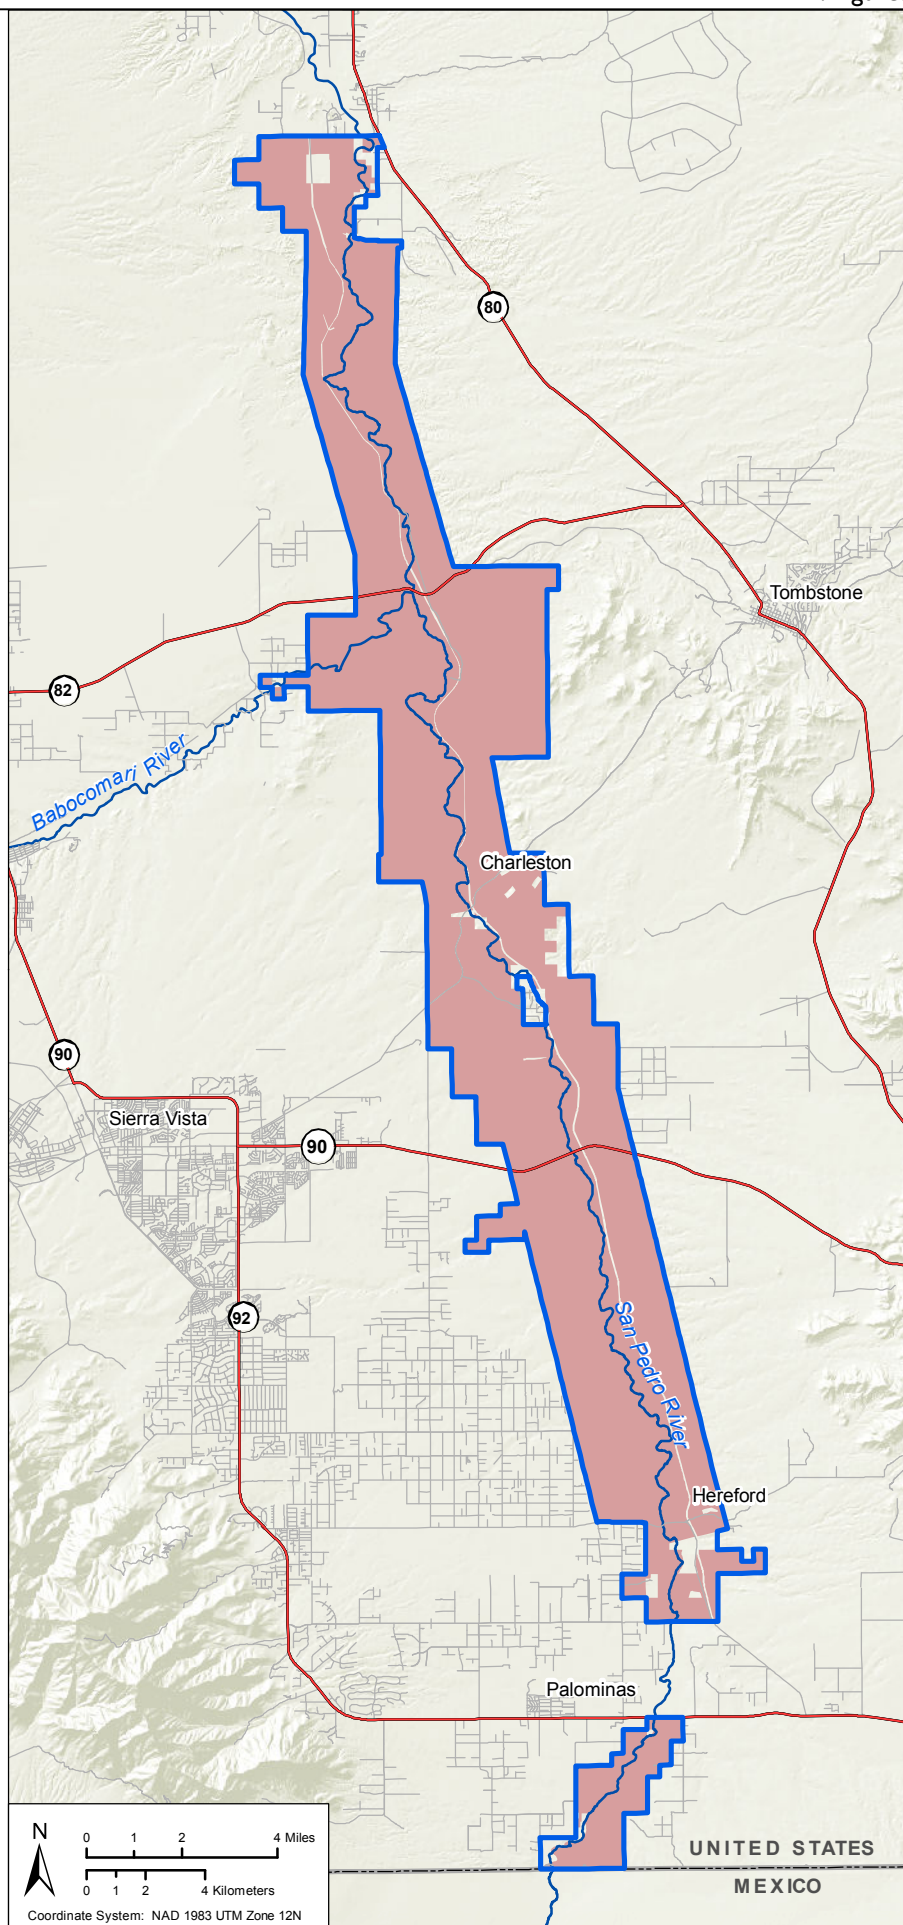 80
Tombstone
82
Babocomari River
Charleston
90
Sierra Vista
90
92
San Pedro River
Hereford
Palominas
N
0 1 2 4 Miles
0 1 2 4 Kilometers
Coordinate System: NAD 1983 UTM Zone 12N
UNITED STATES
MEXICO